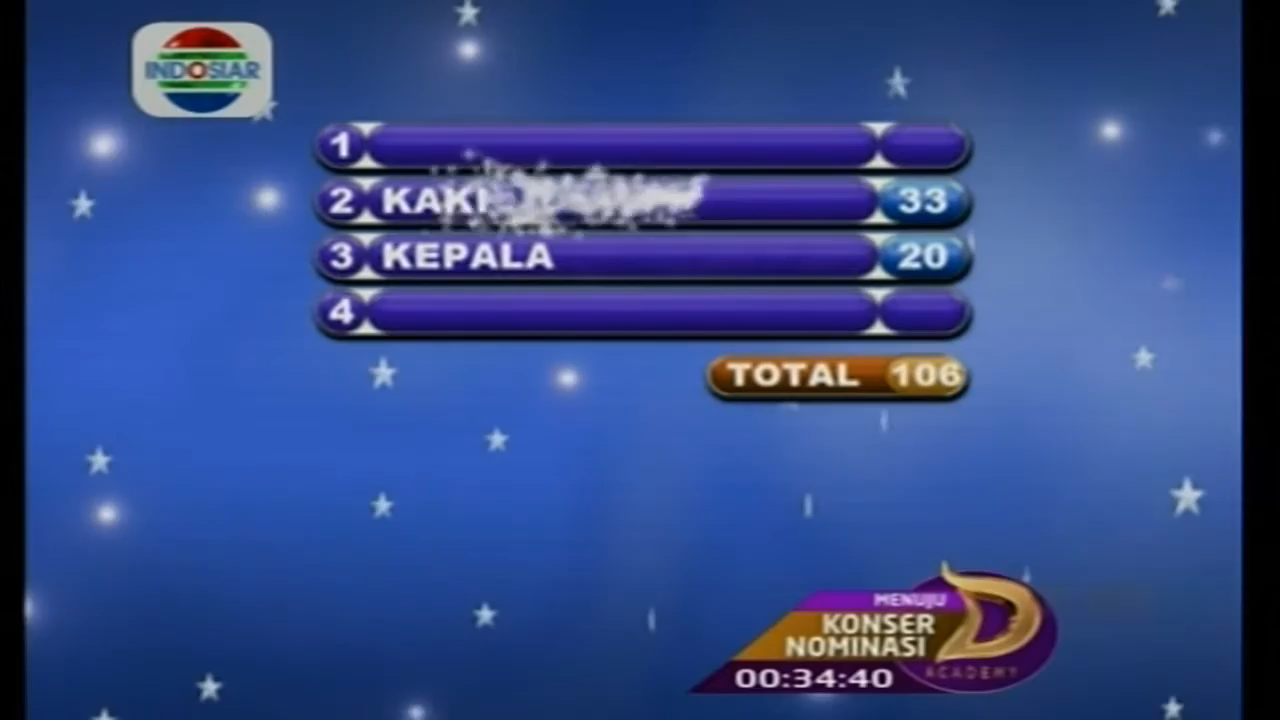 INDOSIAR
1
2 KAKI 33
3 KEPALA 20
4
TOTAL 106
MENUJU
KONSER
NOMINASI
ACADEMY
00:34:40